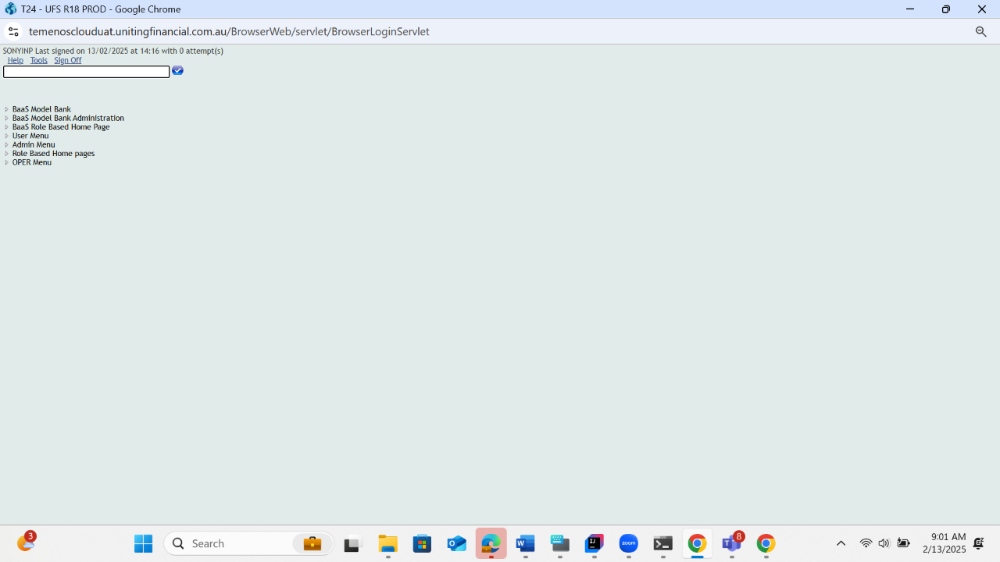 T24 - UFS R18 PROD - Google Chrome
temenosclouduat.unitingfinancial.com.au/BrowserWeb/servlet/BrowserLoginServlet
SONYINP Last signed on 13/02/2025 at 14:16 with 0 attempt(s)
Help Tools Sign Off
BaaS Model Bank
BaaS Model Bank Administration
BaaS Role Based Home Page
User Menu
Admin Menu
Role Based Home pages
OPER Menu
3
Search
zoom
8
9:01 AM
2/13/2025